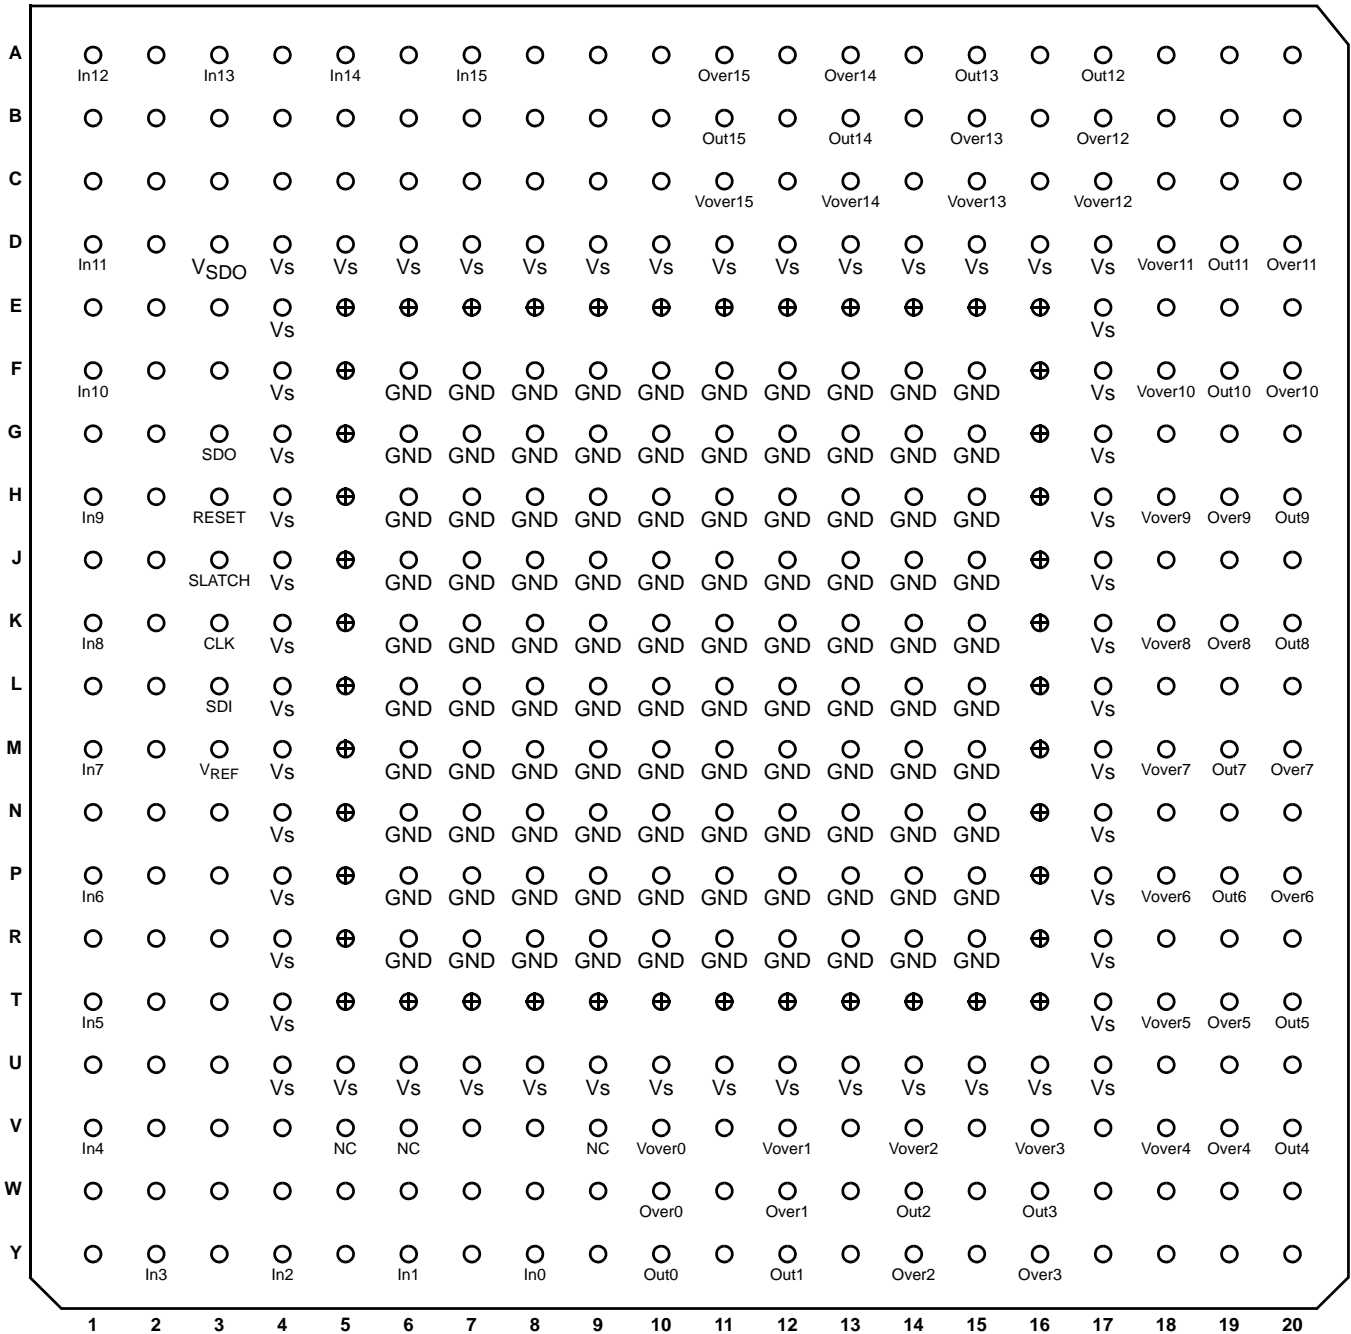 A
In12 In13 In14 In15 Over15 Over14 Out13 Out12
B
Out15 Out14 Over13 Over12
C
Vover15 Vover14 Vover13 Vover12
D
In11 VSDO Vs Vs Vs Vs Vs Vs Vs Vs Vs Vs Vs Vs Vs Vs Vover11 Out11 Over11
E
Vs Vs
F
In10 Vs GND GND GND GND GND GND GND GND GND GND Vs Vover10 Out10 Over10
G
SDO Vs GND GND GND GND GND GND GND GND GND GND Vs
H
In9 RESET Vs GND GND GND GND GND GND GND GND GND GND Vs Vover9 Over9 Out9
J
SLATCH Vs GND GND GND GND GND GND GND GND GND GND Vs
K
In8 CLK Vs GND GND GND GND GND GND GND GND GND GND Vs Vover8 Over8 Out8
L
SDI Vs GND GND GND GND GND GND GND GND GND GND Vs
M
In7 VREF Vs GND GND GND GND GND GND GND GND GND GND Vs Vover7 Out7 Over7
N
Vs GND GND GND GND GND GND GND GND GND GND Vs
P
In6 Vs GND GND GND GND GND GND GND GND GND GND Vs Vover6 Out6 Over6
R
Vs GND GND GND GND GND GND GND GND GND GND Vs
T
In5 Vs Vs Vover5 Over5 Out5
U
Vs Vs Vs Vs Vs Vs Vs Vs Vs Vs Vs Vs Vs Vs
V
In4 NC NC NC Vover0 Vover1 Vover2 Vover3 Vover4 Over4 Out4
W
Over0 Over1 Out2 Out3
Y
In3 In2 In1 In0 Out0 Out1 Over2 Over3
1 2 3 4 5 6 7 8 9 10 11 12 13 14 15 16 17 18 19 20